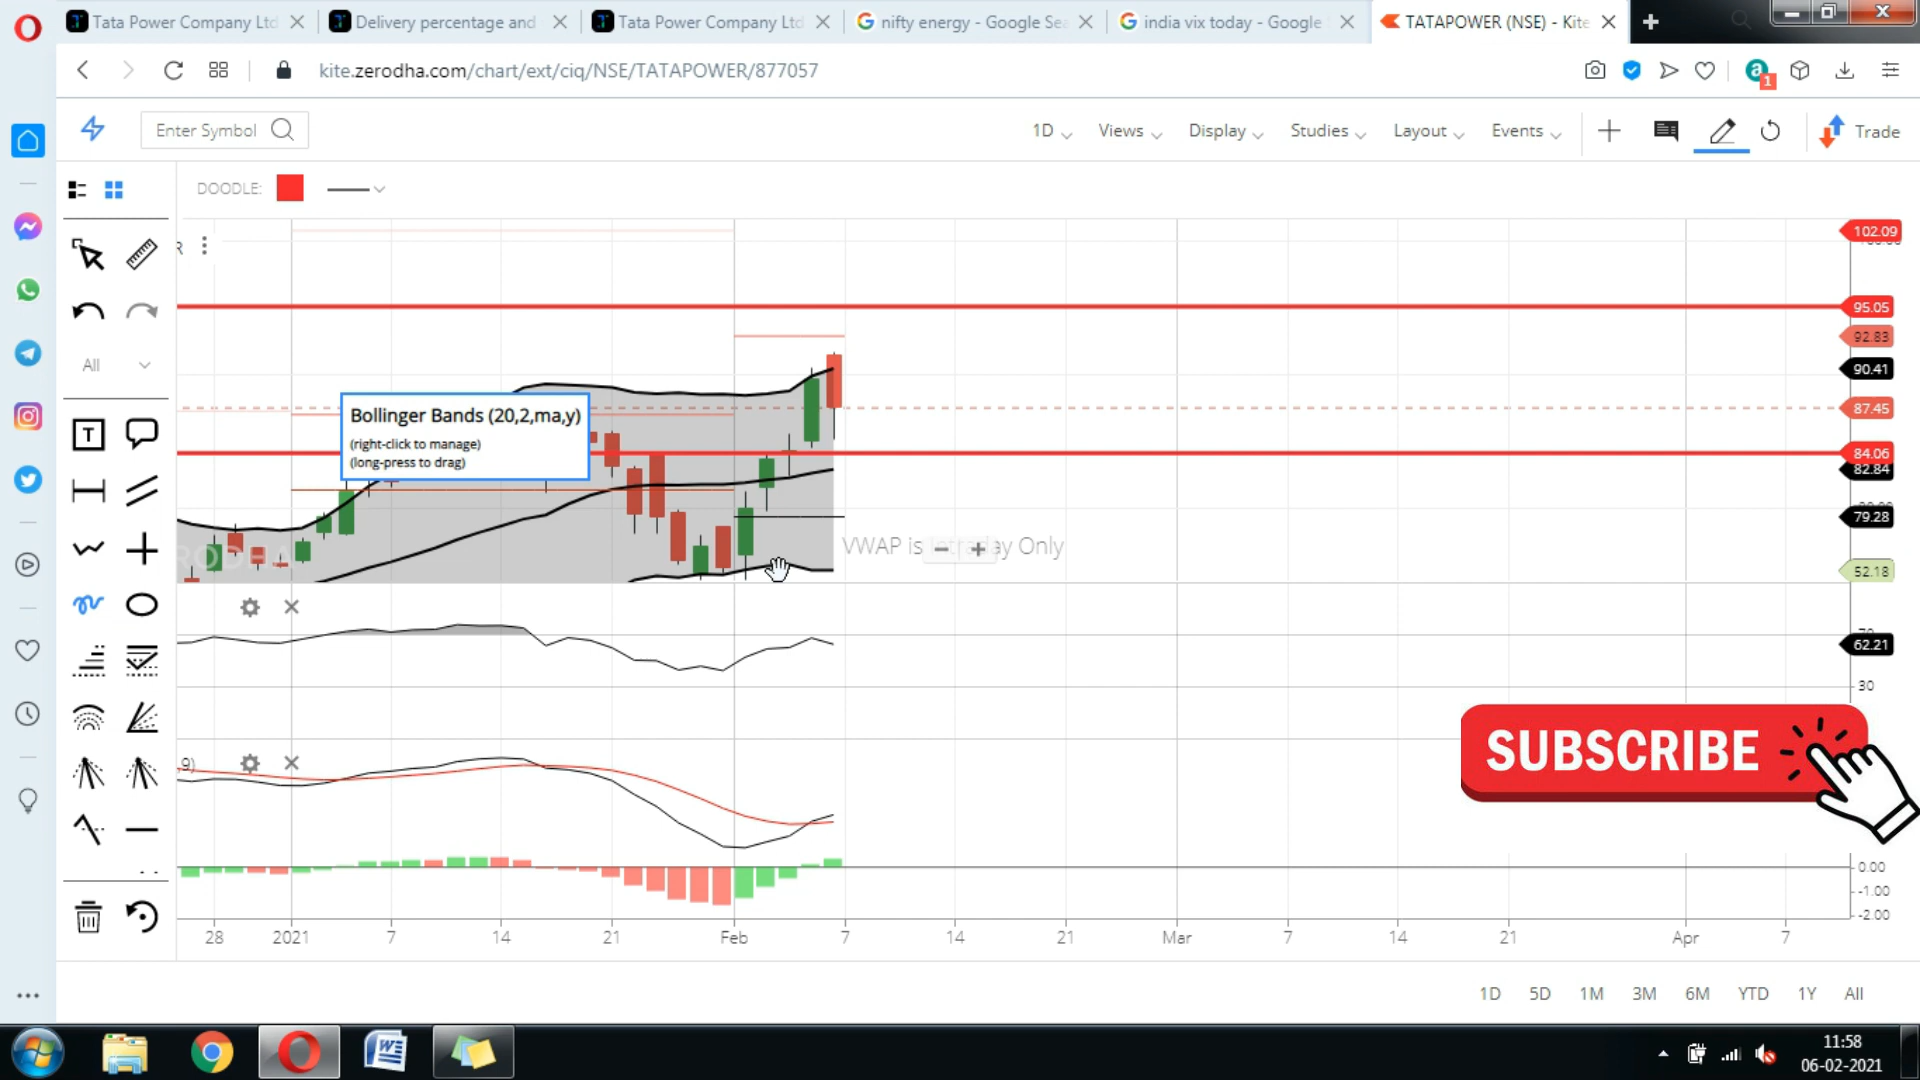 Tata Power Company Ltd
Delivery percentage and
Tata Power Company Ltd
nifty energy - Google Sea
india vix today - Google
TATAPOWER (NSE) - Kite
kite.zerodha.com/chart/ext/ciq/NSE/TATAPOWER/877057
1
Enter Symbol
1D
Views
Display
Studies
Layout
Events
Trade
DOODLE:
R
All
T
102.09
95.05
92.83
90.41
87.45
84.06
82.84
79.28
52.18
Bollinger Bands (20,2,ma,y)
(right-click to manage)
(long-press to drag)
VWAP is Intraday Only
62.21
30
SUBSCRIBE
,9)
0.00
-1.00
-2.00
28
2021
7
14
21
Feb
7
14
21
Mar
7
14
21
Apr
7
1D
5D
1M
3M
6M
YTD
1Y
All
11:58
06-02-2021